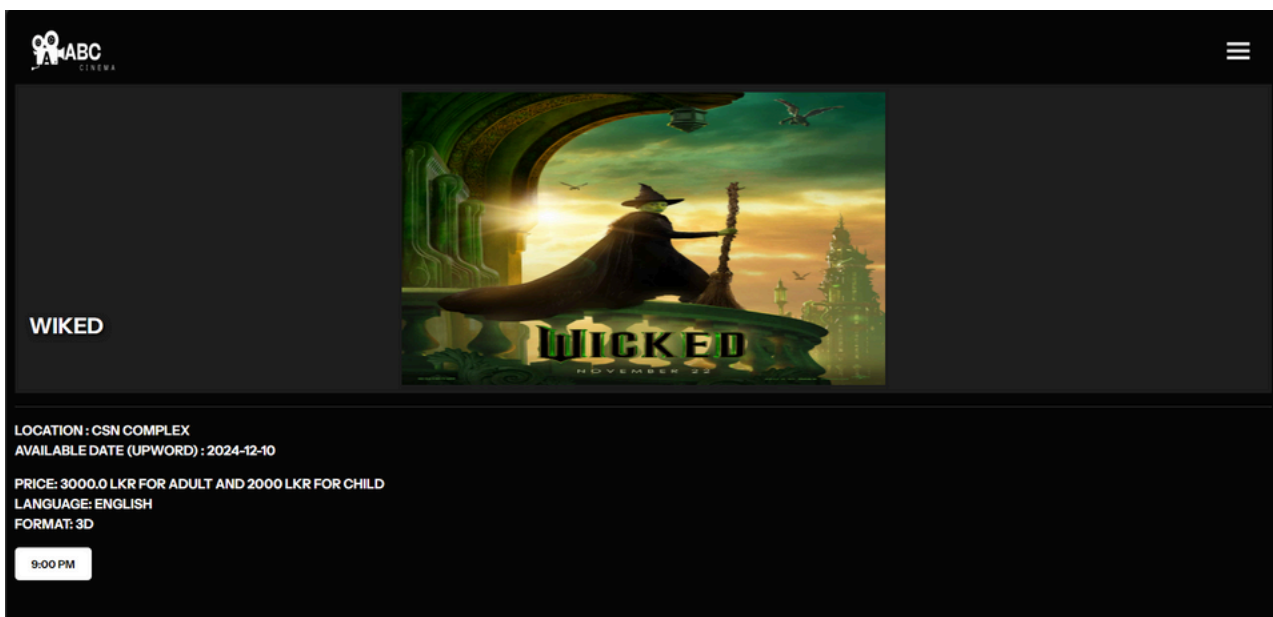 ABC
CINEMA
WIKED
WICKED
NOVEMBER 22
LOCATION : CSN COMPLEX
AVAILABLE DATE (UPWORD) : 2024-12-10
PRICE: 3000.0 LKR FOR ADULT AND 2000 LKR FOR CHILD
LANGUAGE: ENGLISH
FORMAT: 3D
9:00 PM